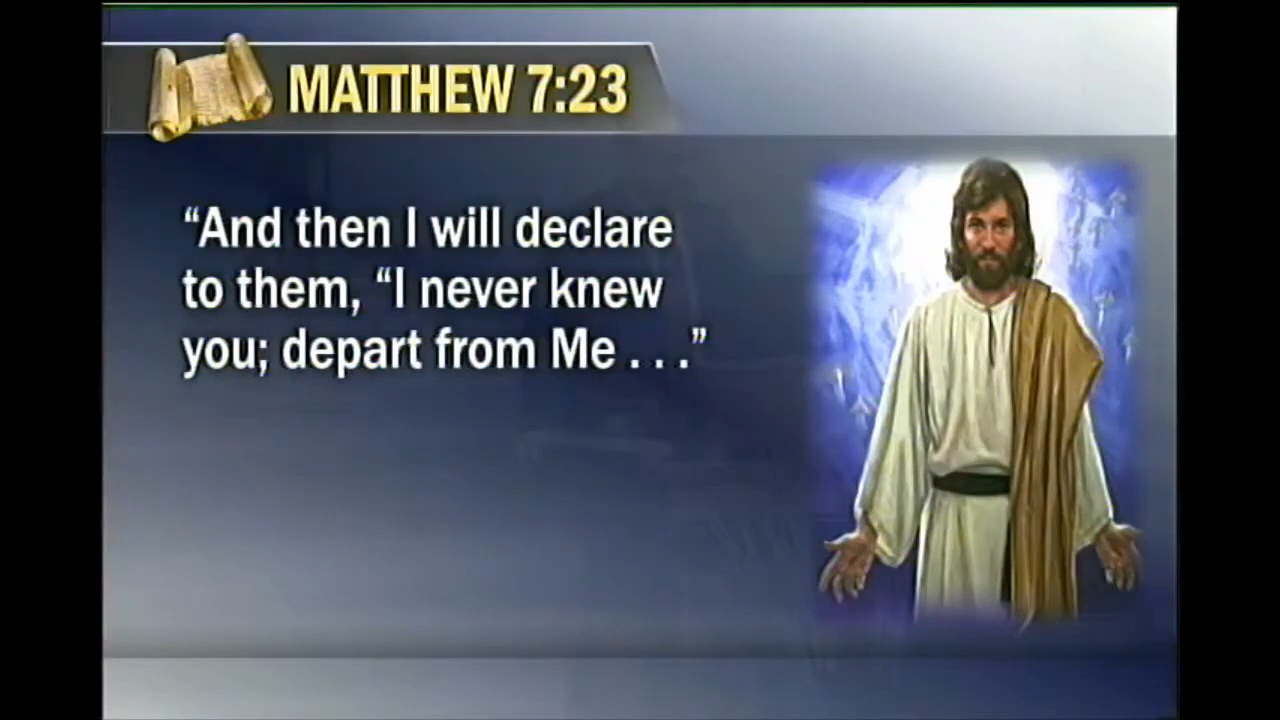 MATTHEW 7:23
“And then I will declare
to them, “I never knew
you; depart from Me . . .”